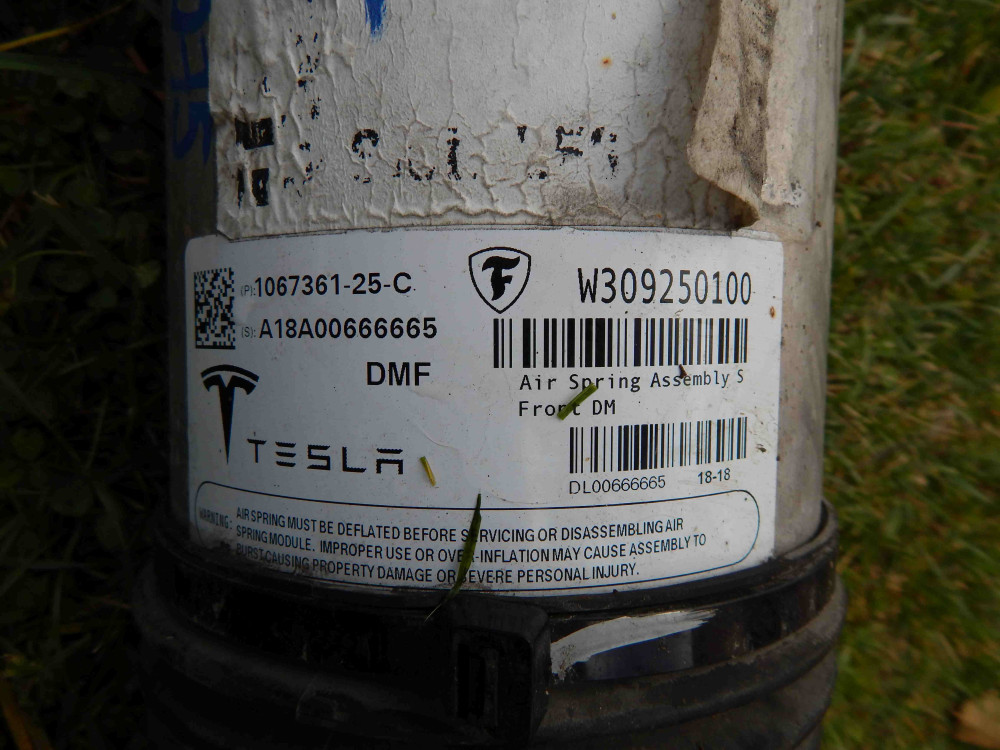 (P):1067361-25-C
(S): A18A00666665
DMF
TESLA
F
W309250100
Air Spring Assembly S
Front DM
DL00666665 18-18
WARNING: AIR SPRING MUST BE DEFLATED BEFORE SERVICING OR DISASSEMBLING AIR
SPRING MODULE. IMPROPER USE OR OVER-INFLATION MAY CAUSE ASSEMBLY TO
BURST CAUSING PROPERTY DAMAGE OR SEVERE PERSONAL INJURY.